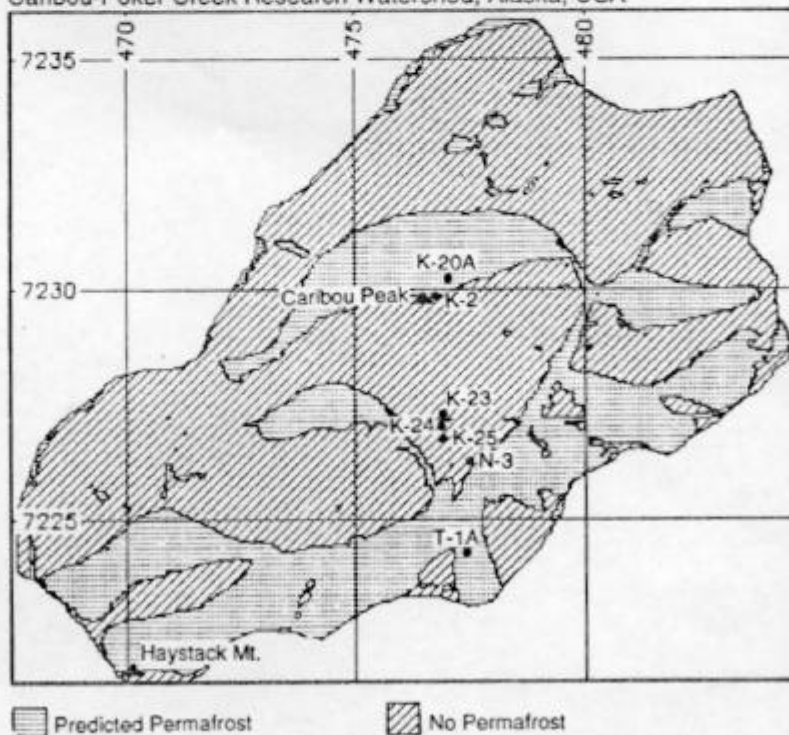 Caribou-Poker Creek Research Watershed, Alaska, USA
470 475 480
7235
K-20A
7230
Caribou Peak K-2
K-23
K-24
K-25
N-3
7225
T-1A
Haystack Mt.
Predicted Permafrost No Permafrost